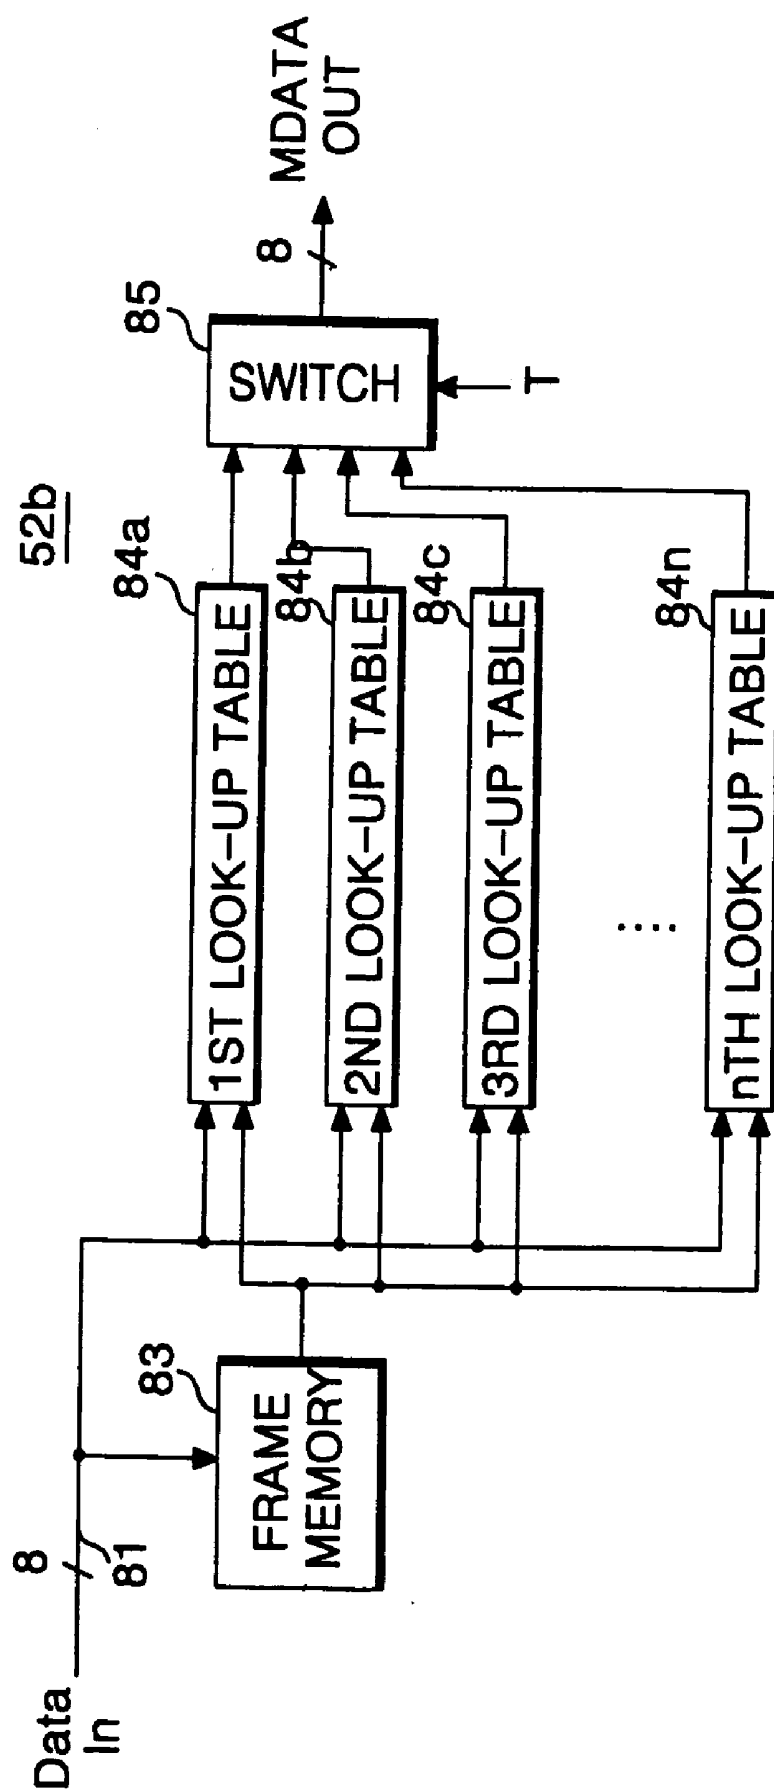 52b
Data
In
8
81
83
FRAME
MEMORY
84a
1ST LOOK-UP TABLE
84b
2ND LOOK-UP TABLE
84c
3RD LOOK-UP TABLE
....
84n
nTH LOOK-UP TABLE
85
SWITCH
T
8
MDATA
OUT